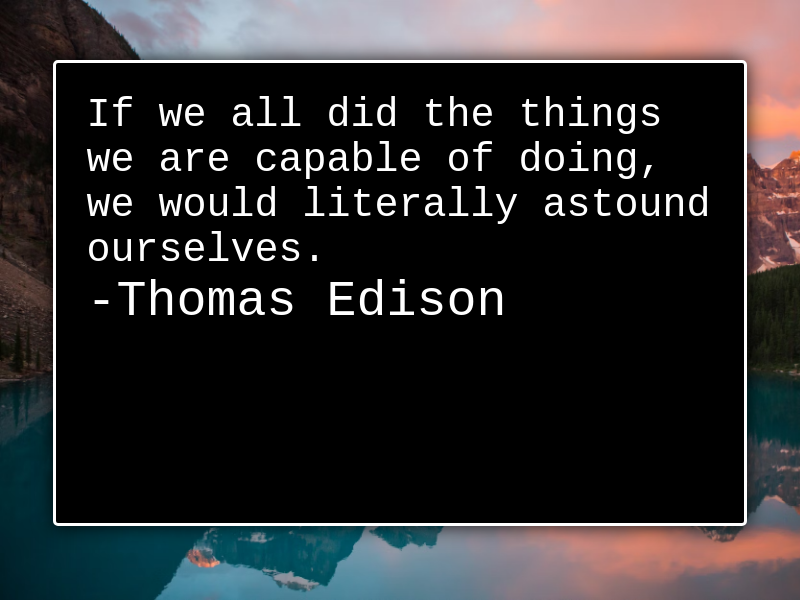 If we all did the things
we are capable of doing,
we would literally astound
ourselves.
-Thomas Edison